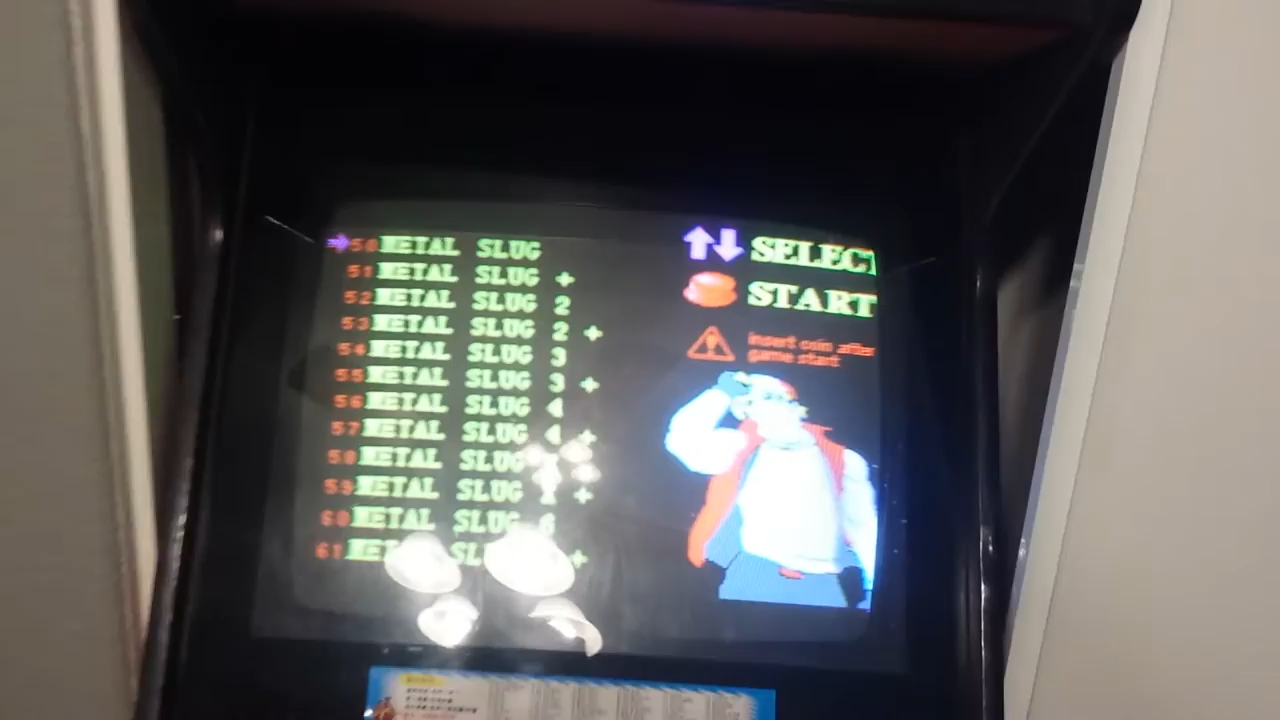 50 METAL SLUG
51 METAL SLUG +
52 METAL SLUG 2
53 METAL SLUG 2 +
54 METAL SLUG 3
55 METAL SLUG 3 +
56 METAL SLUG 4
57 METAL SLUG 4 +
58 METAL SLUG
59 METAL SLUG +
60 METAL SLUG 6
61 +
SELECT
START
insert coin after
game start